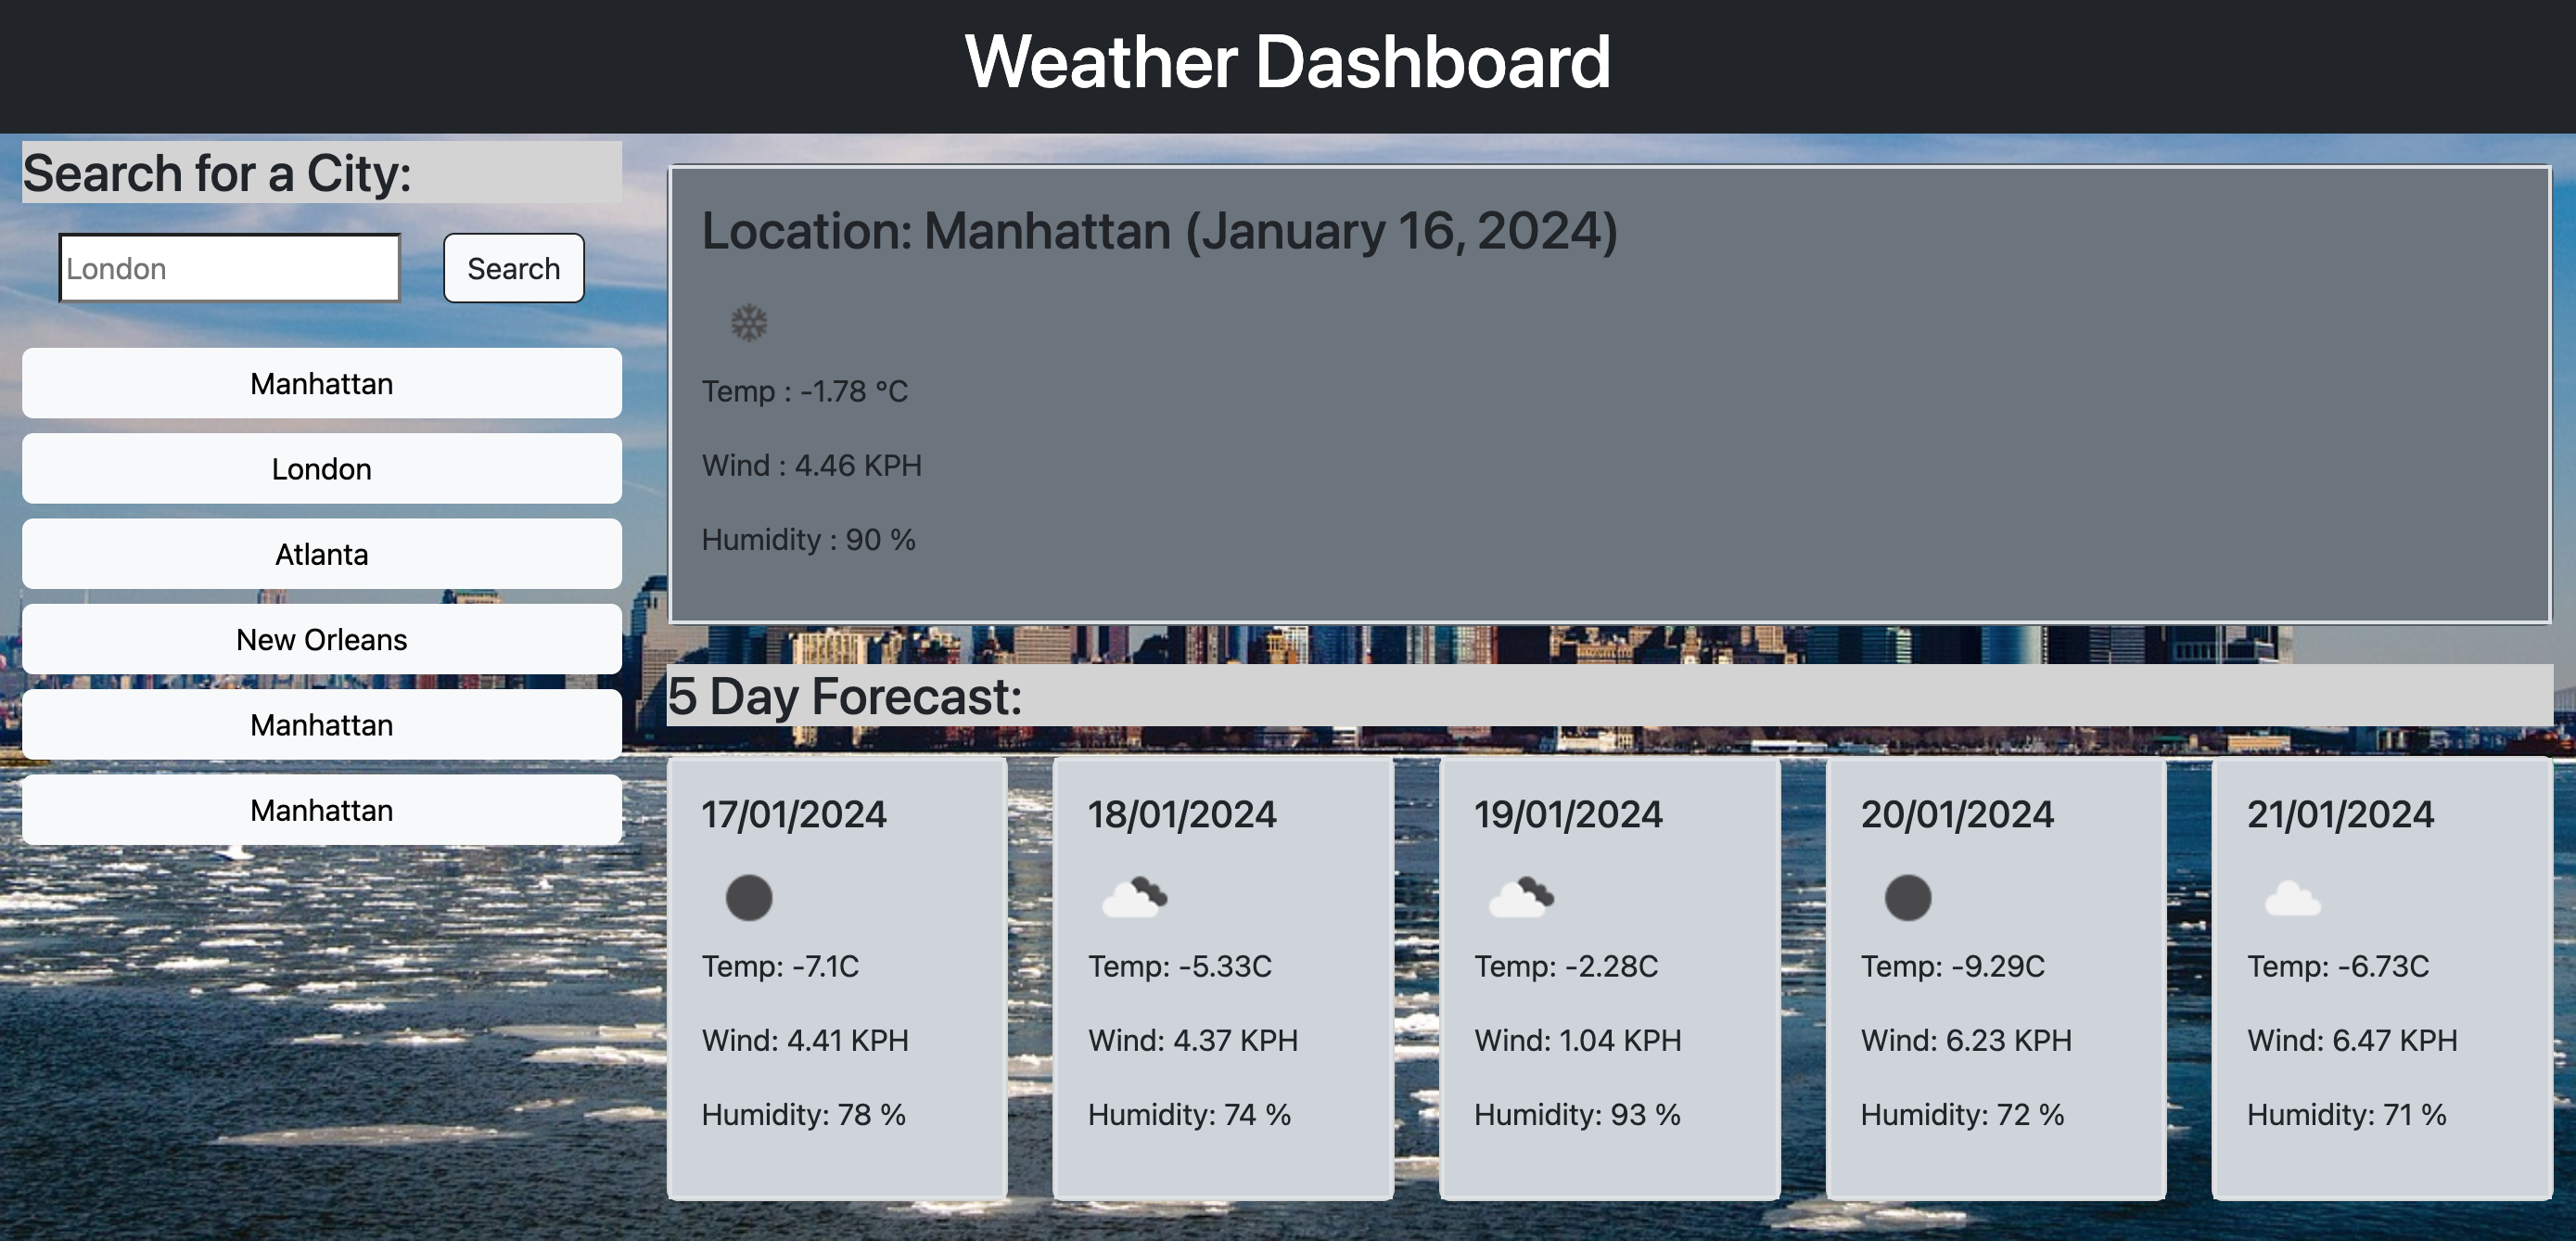 Weather Dashboard
Search for a City:
London
Search
Manhattan
London
Atlanta
New Orleans
Manhattan
Manhattan
Location: Manhattan (January 16, 2024)
Temp : -1.78 °C
Wind : 4.46 KPH
Humidity : 90 %
5 Day Forecast:
17/01/2024
Temp: -7.1C
Wind: 4.41 KPH
Humidity: 78 %
18/01/2024
Temp: -5.33C
Wind: 4.37 KPH
Humidity: 74 %
19/01/2024
Temp: -2.28C
Wind: 1.04 KPH
Humidity: 93 %
20/01/2024
Temp: -9.29C
Wind: 6.23 KPH
Humidity: 72 %
21/01/2024
Temp: -6.73C
Wind: 6.47 KPH
Humidity: 71 %